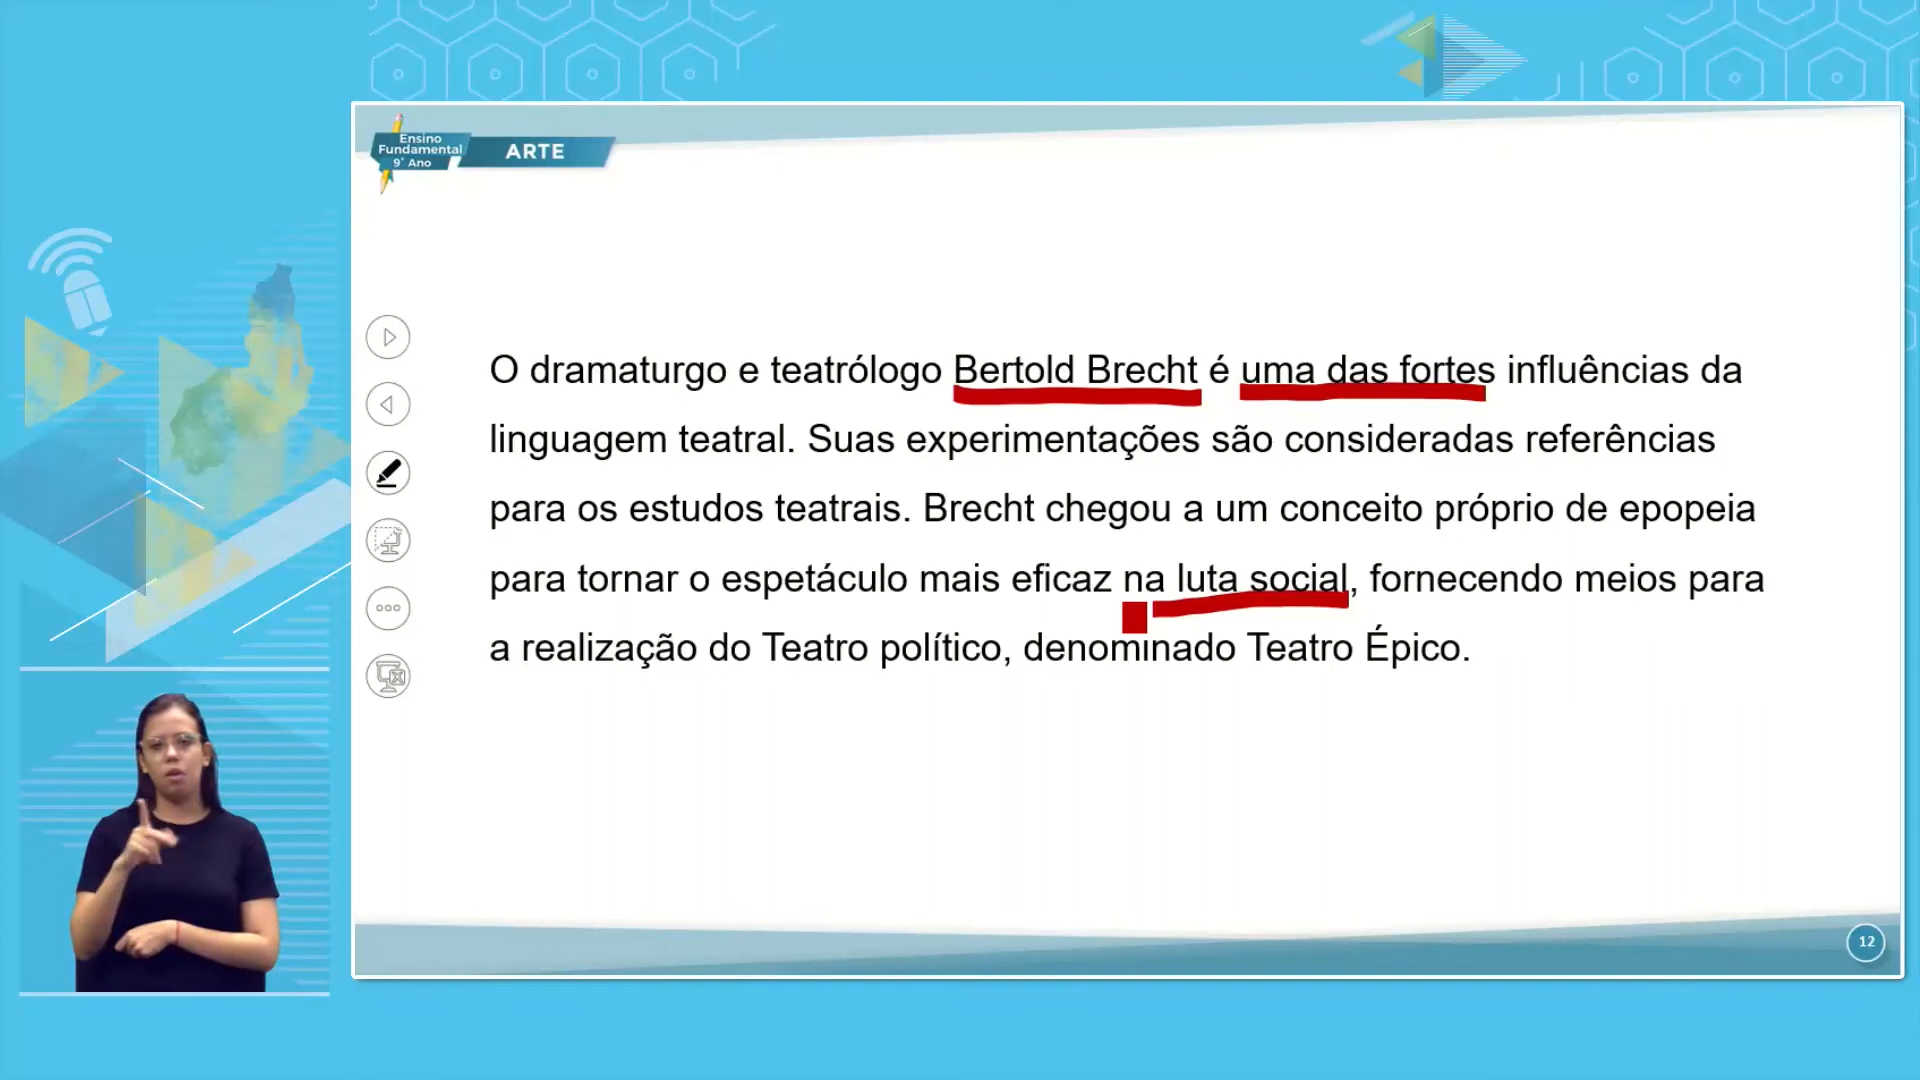 Ensino
Fundamental
9° Ano
ARTE
O dramaturgo e teatrólogo Bertold Brecht é uma das fortes influências da
linguagem teatral. Suas experimentações são consideradas referências
para os estudos teatrais. Brecht chegou a um conceito próprio de epopeia
para tornar o espetáculo mais eficaz na luta social, fornecendo meios para
a realização do Teatro político, denominado Teatro Épico.
12